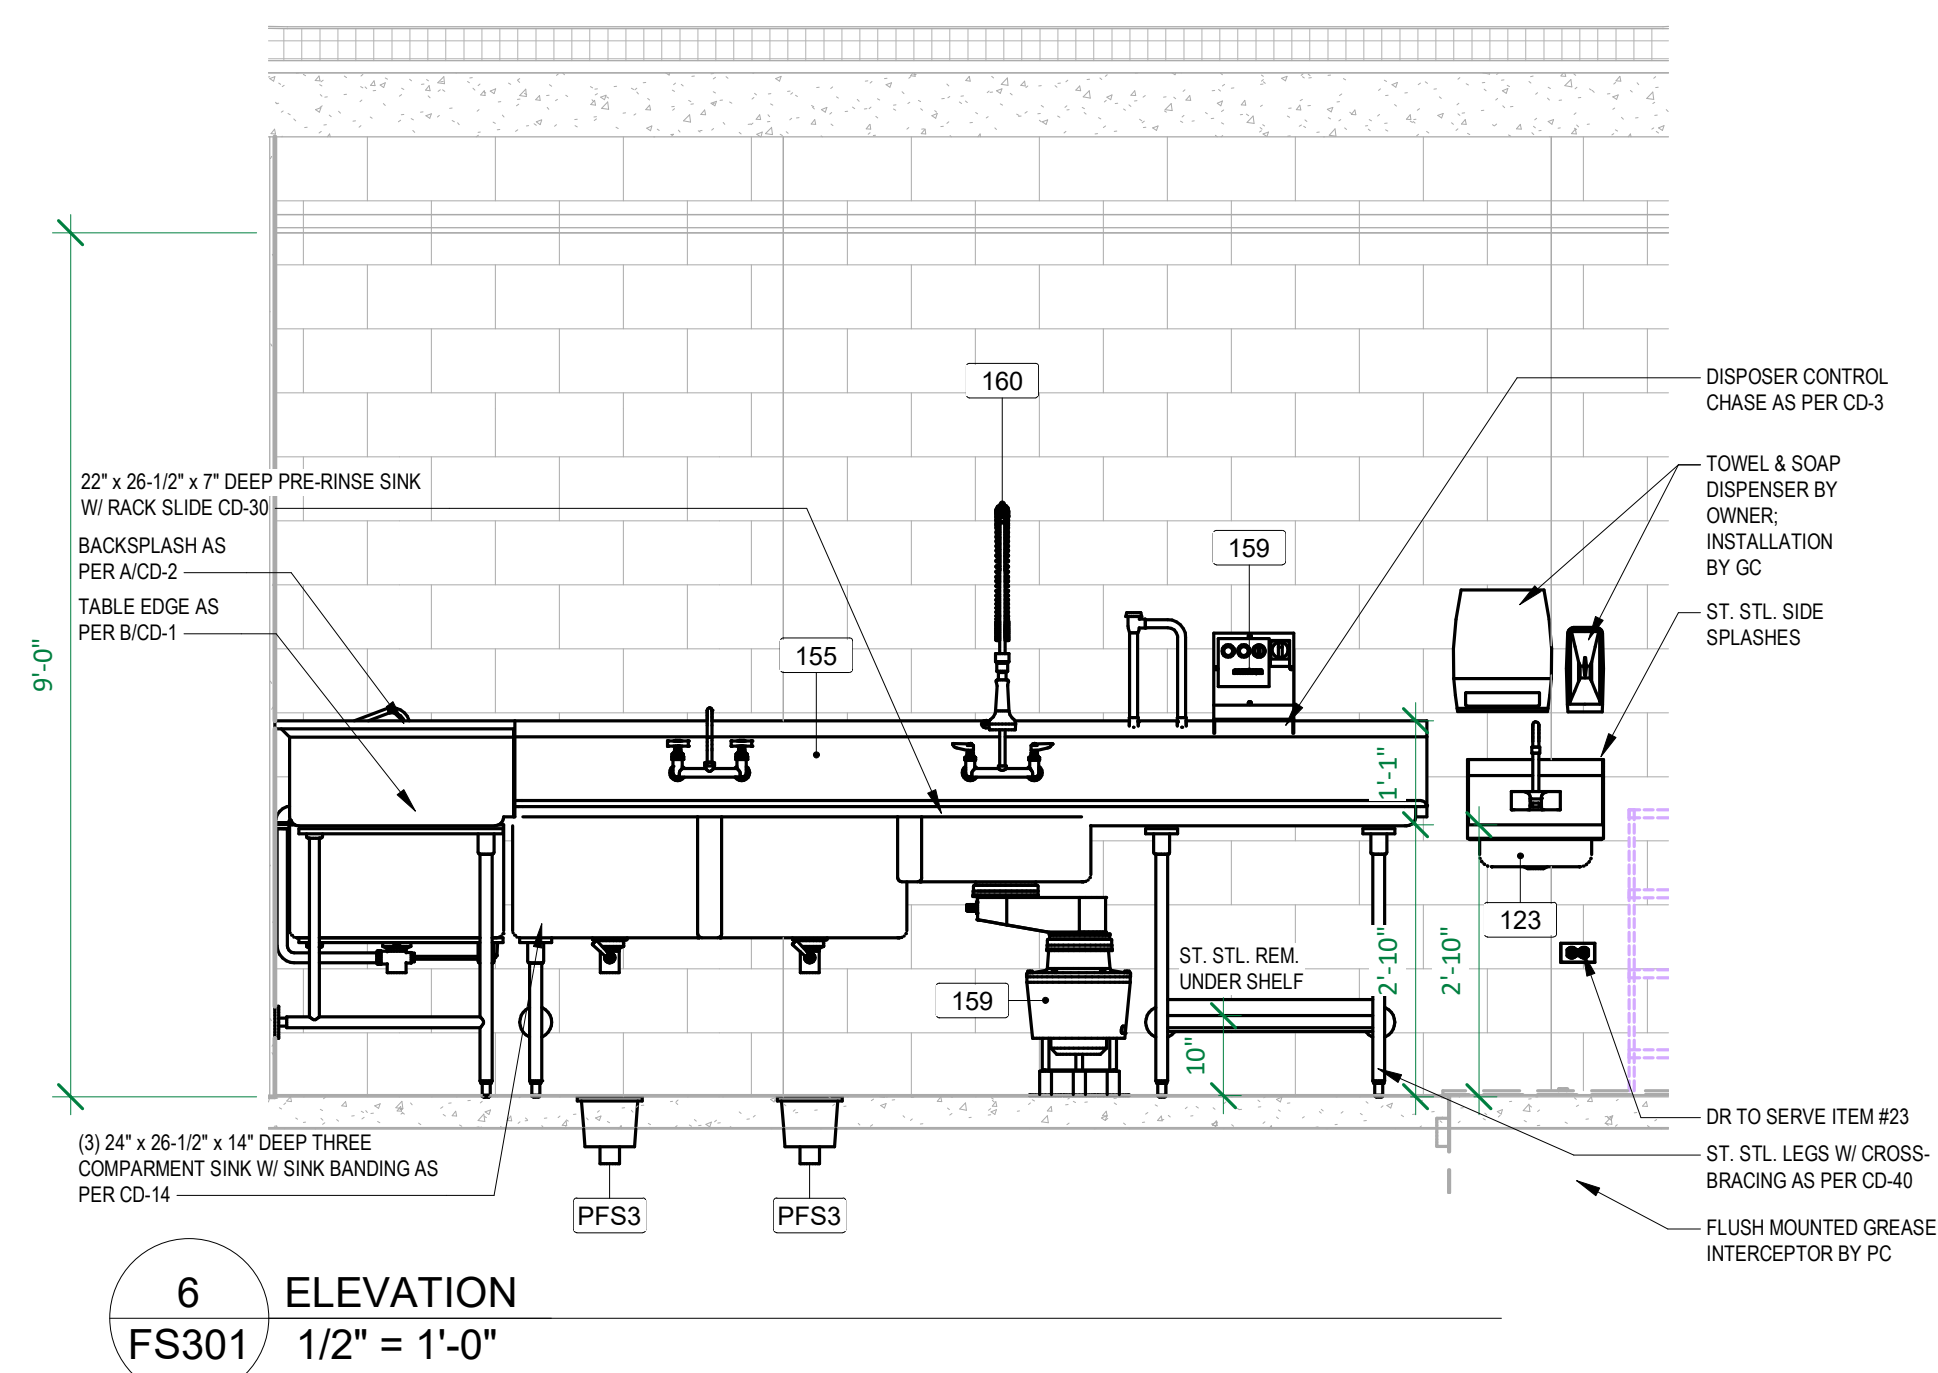 160
DISPOSER CONTROL
CHASE AS PER CD-3
TOWEL & SOAP
DISPENSER BY
OWNER;
INSTALLATION
BY GC
22" x 26-1/2" x 7" DEEP PRE-RINSE SINK
W/ RACK SLIDE CD-30
BACKSPLASH AS
PER A/CD-2
159
TABLE EDGE AS
PER B/CD-1
ST. STL. SIDE
SPLASHES
9'-0"
155
1'-1"
123
ST. STL. REM.
UNDER SHELF
2'-10"
2'-10"
159
10"
DR TO SERVE ITEM #23
(3) 24" x 26-1/2" x 14" DEEP THREE
COMPARMENT SINK W/ SINK BANDING AS
PER CD-14
ST. STL. LEGS W/ CROSS-
BRACING AS PER CD-40
PFS3
PFS3
FLUSH MOUNTED GREASE
INTERCEPTOR BY PC
6
ELEVATION
FS301
1/2" = 1'-0"